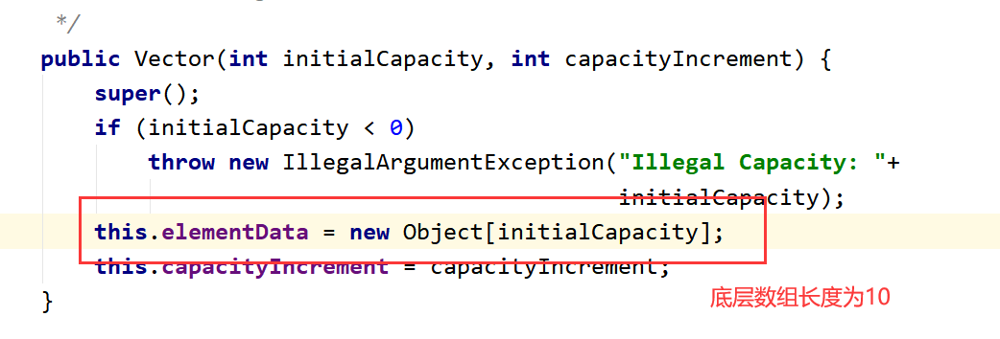 */
public Vector(int initialCapacity, int capacityIncrement) {
super();
if (initialCapacity < 0)
throw new IllegalArgumentException("Illegal Capacity: "+
initialCapacity);
this.elementData = new Object[initialCapacity];
this.capacityIncrement = capacityIncrement;
底层数组长度为10
}